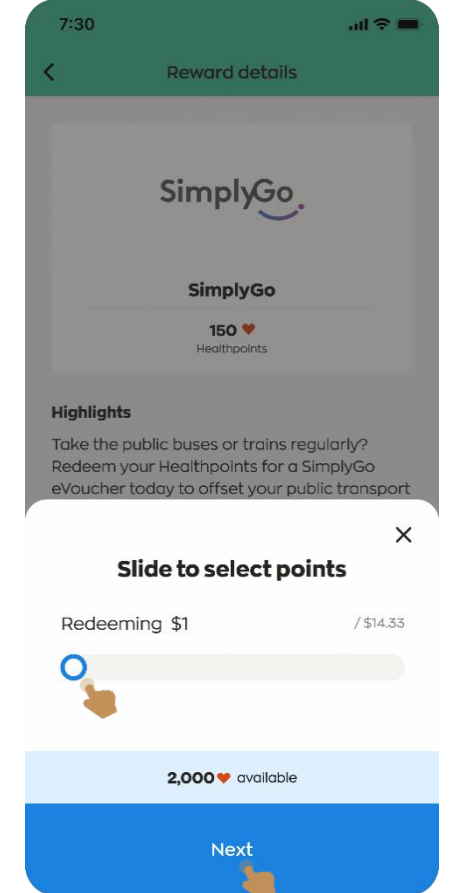 7:30
Reward details
SimplyGo
SimplyGo
150
Healthpoints
Highlights
Take the public buses or trains regularly?
Redeem your Healthpoints for a SimplyGo
eVoucher today to offset your public transport
Slide to select points
Redeeming $1 / $14.33
2,000 available
Next